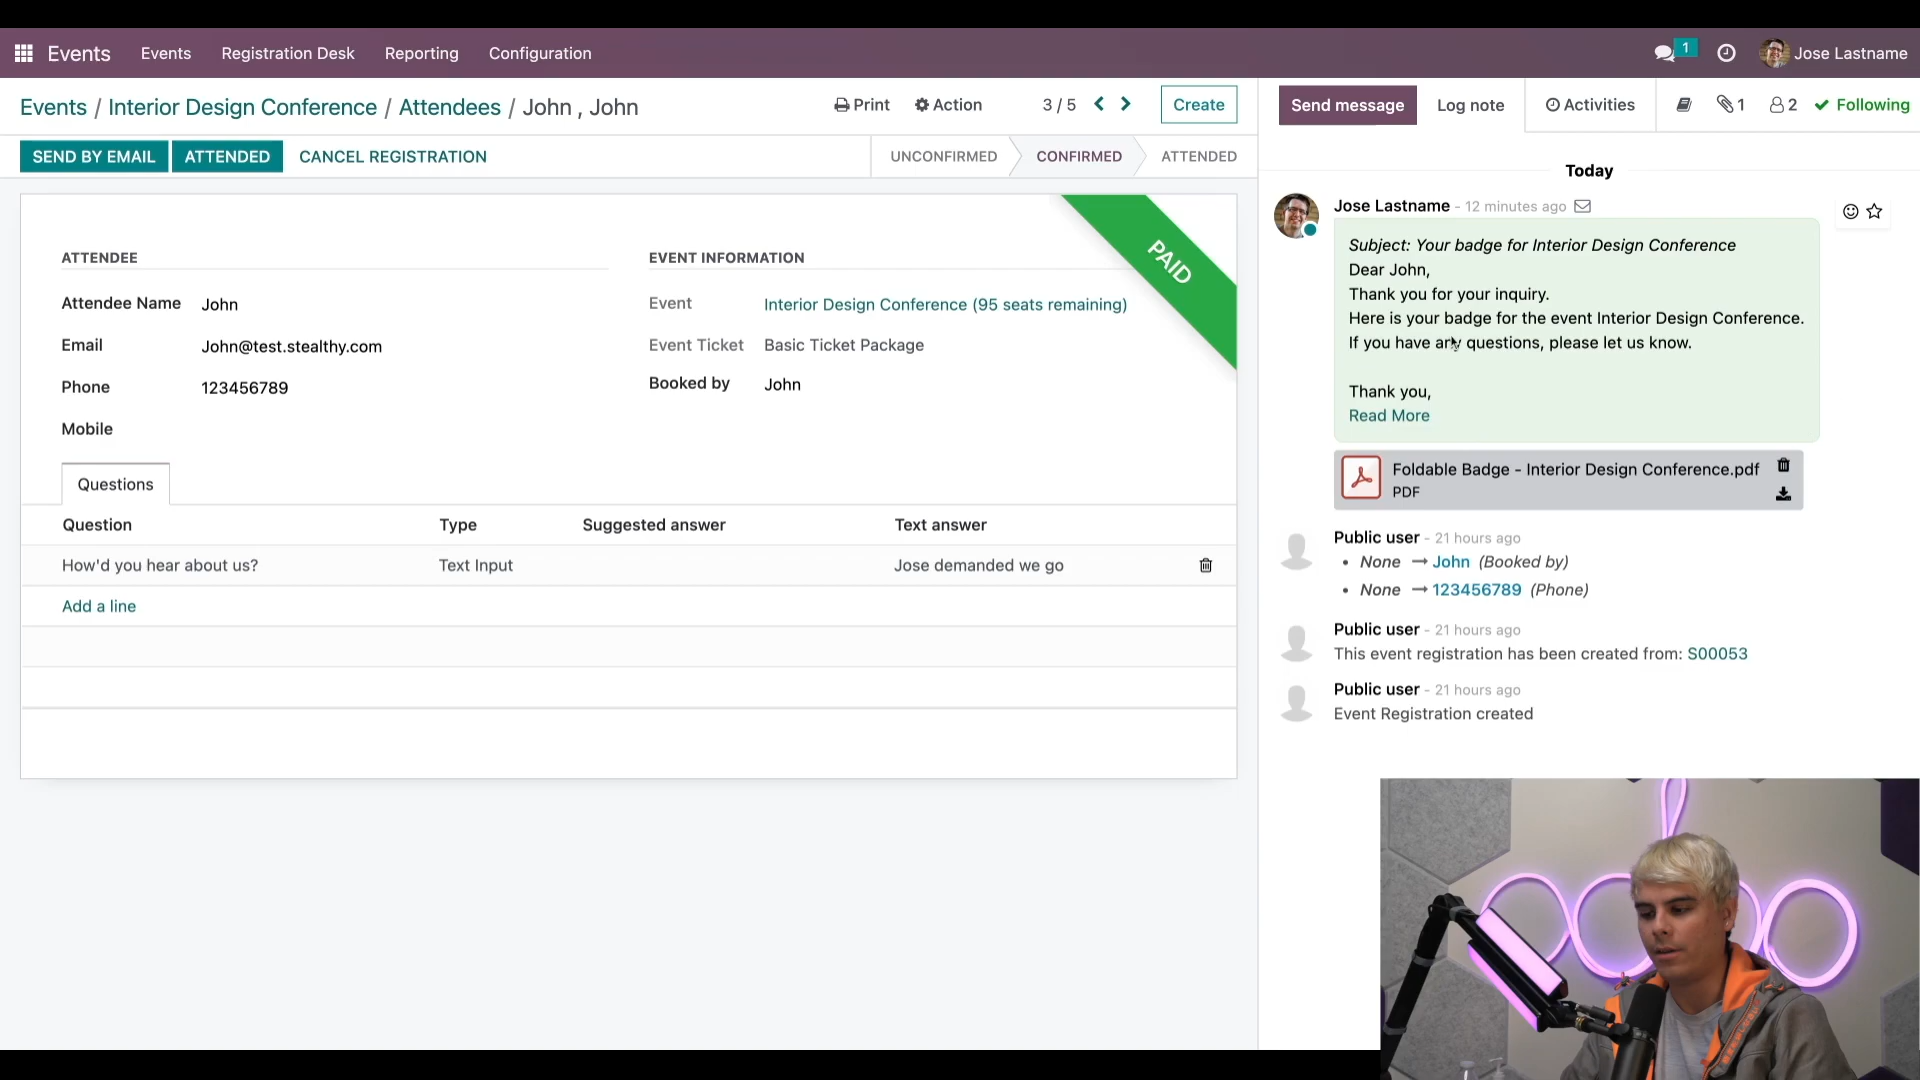 Events Events Registration Desk Reporting Configuration 1 Jose Lastname
Events / Interior Design Conference / Attendees / John , John Print Action 3 / 5 Create
SEND BY EMAIL ATTENDED CANCEL REGISTRATION UNCONFIRMED CONFIRMED ATTENDED
PAID
ATTENDEE
Attendee Name John
Email John@test.stealthy.com
Phone 123456789
Mobile
EVENT INFORMATION
Event Interior Design Conference (95 seats remaining)
Event Ticket Basic Ticket Package
Booked by John
Questions
Question Type Suggested answer Text answer
How'd you hear about us? Text Input Jose demanded we go
Add a line
Send message Log note Activities 1 2 Following
Today
Jose Lastname - 12 minutes ago
Subject: Your badge for Interior Design Conference
Dear John,
Thank you for your inquiry.
Here is your badge for the event Interior Design Conference.
If you have any questions, please let us know.
Thank you,
Read More
Foldable Badge - Interior Design Conference.pdf
PDF
Public user - 21 hours ago
• None → John (Booked by)
• None → 123456789 (Phone)
Public user - 21 hours ago
This event registration has been created from: S00053
Public user - 21 hours ago
Event Registration created
odoo